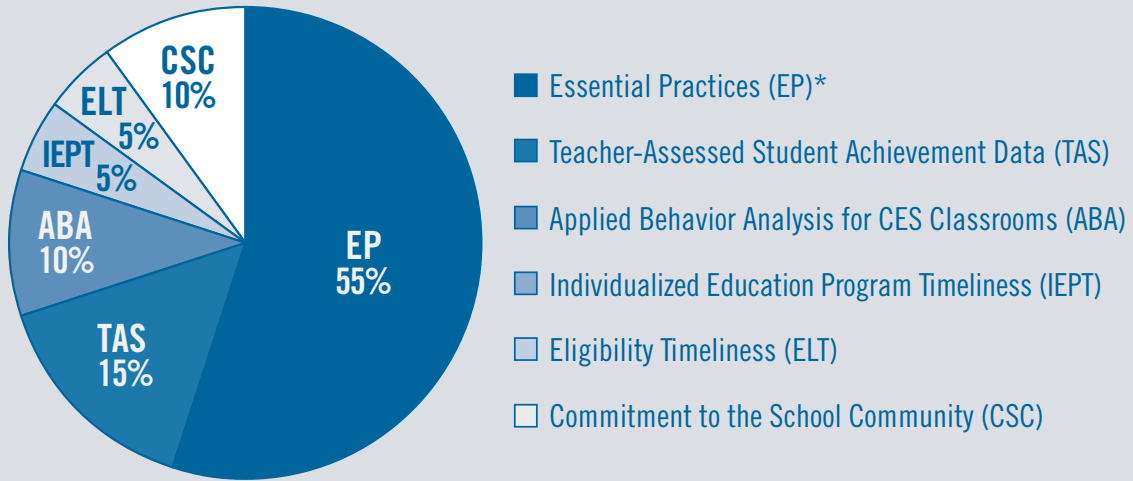 CSC
10%
ELT
5%
IEPT
5%
ABA
10%
TAS
15%
EP
55%
Essential Practices (EP)*
Teacher-Assessed Student Achievement Data (TAS)
Applied Behavior Analysis for CES Classrooms (ABA)
Individualized Education Program Timeliness (IEPT)
Eligibility Timeliness (ELT)
Commitment to the School Community (CSC)